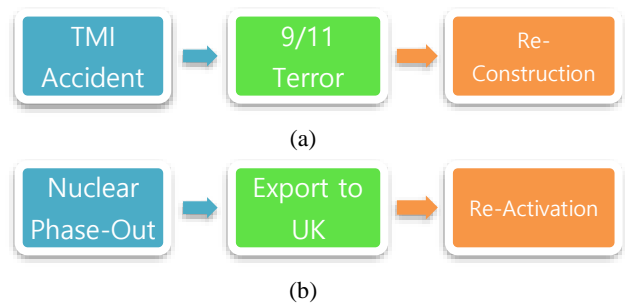 TMI
Accident
9/11
Terror
Re-
Construction
(a)
Nuclear
Phase-Out
Export to
UK
Re-Activation
(b)